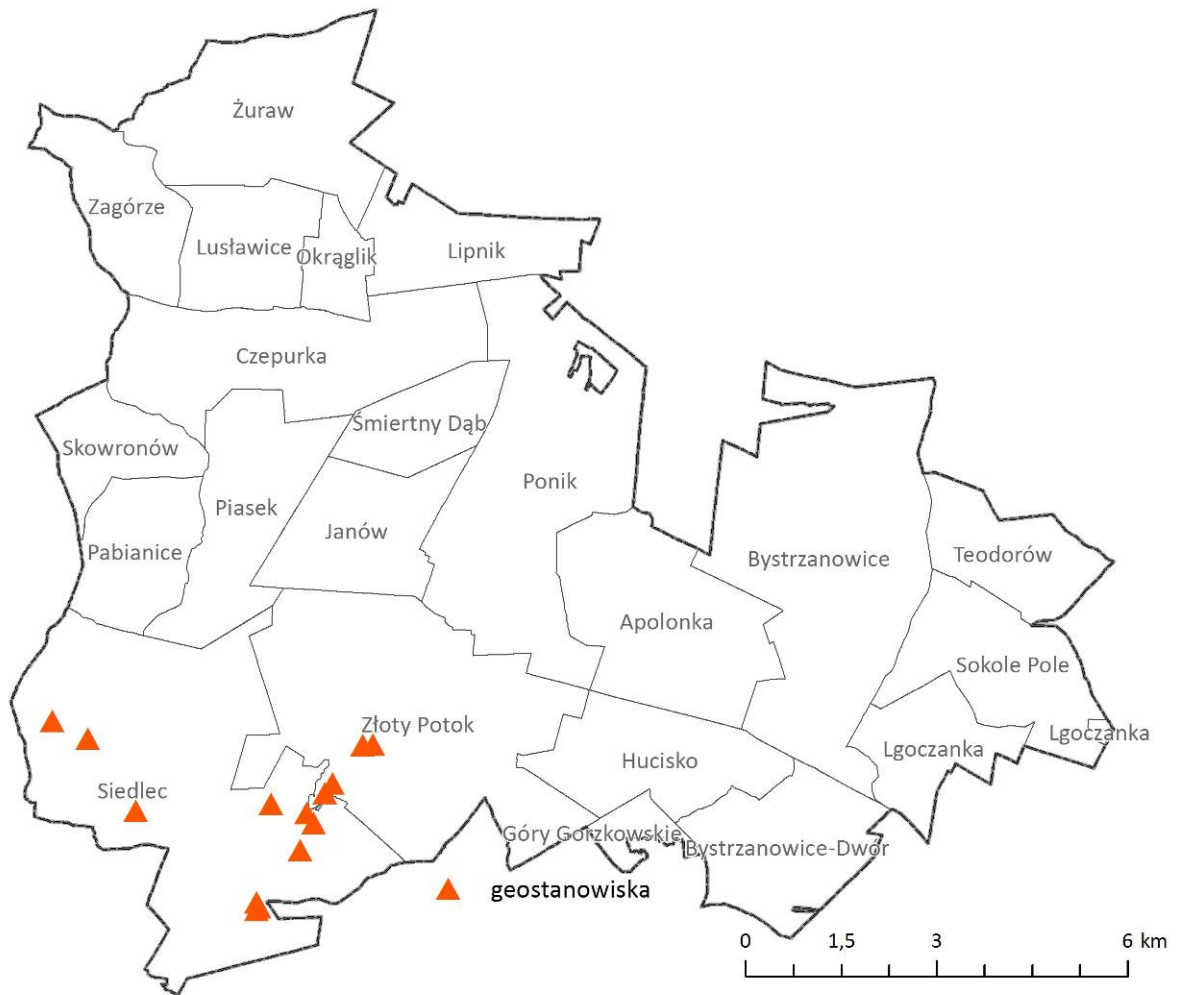 Żuraw
Zagórze
Lusławice
Okrąglik
Lipnik
Czepurka
Śmiertny Dąb
Skowronów
Ponik
Piasek
Janów
Pabianice
Bystrzanowice
Teodorów
Apolonka
Sokole Pole
Złoty Potok
Lgoczanka
Lgoczanka
Hucisko
Siedlec
Góry Gorzkowskie
Bystrzanowice-Dwór
geostanowiska
0 1,5 3 6 km